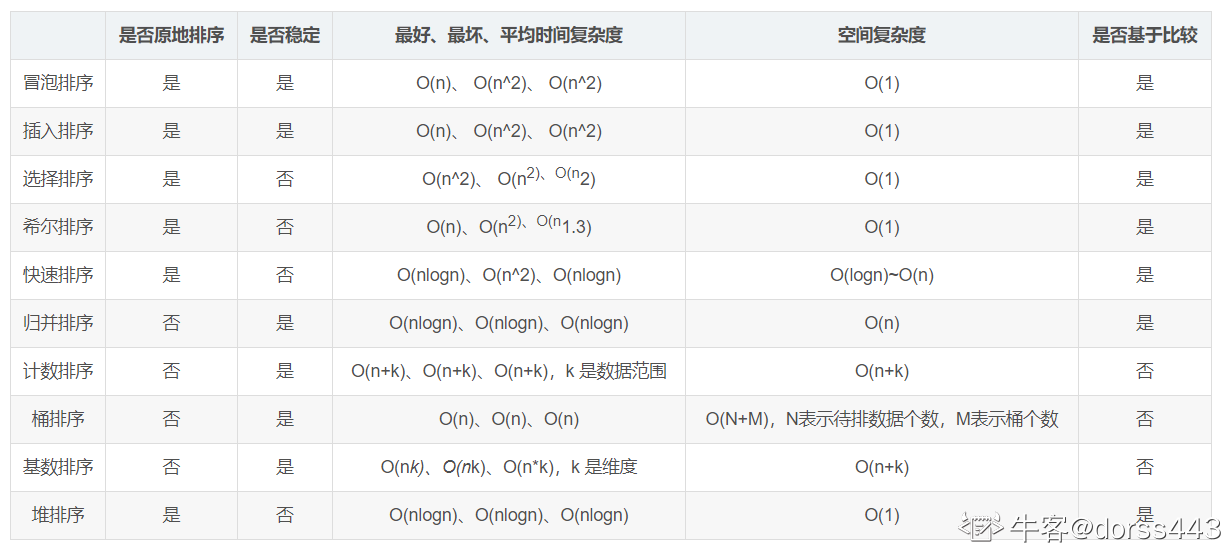 是否原地排序 是否稳定 最好、最坏、平均时间复杂度 空间复杂度 是否基于比较
冒泡排序 是 是 O(n)、 O(n^2)、 O(n^2) O(1) 是
插入排序 是 是 O(n)、 O(n^2)、 O(n^2) O(1) 是
选择排序 是 否 O(n^2)、 O(n2)、O(n2) O(1) 是
希尔排序 是 否 O(n)、O(n2)、O(n1.3) O(1) 是
快速排序 是 否 O(nlogn)、O(n^2)、O(nlogn) O(logn)~O(n) 是
归并排序 否 是 O(nlogn)、O(nlogn)、O(nlogn) O(n) 是
计数排序 否 是 O(n+k)、O(n+k)、O(n+k)，k 是数据范围 O(n+k) 否
桶排序 否 是 O(n)、O(n)、O(n) O(N+M)，N表示待排数据个数，M表示桶个数 否
基数排序 否 是 O(nk)、O(nk)、O(n*k)，k 是维度 O(n+k) 否
堆排序 是 否 O(nlogn)、O(nlogn)、O(nlogn) O(1) 是
牛客@dorss443